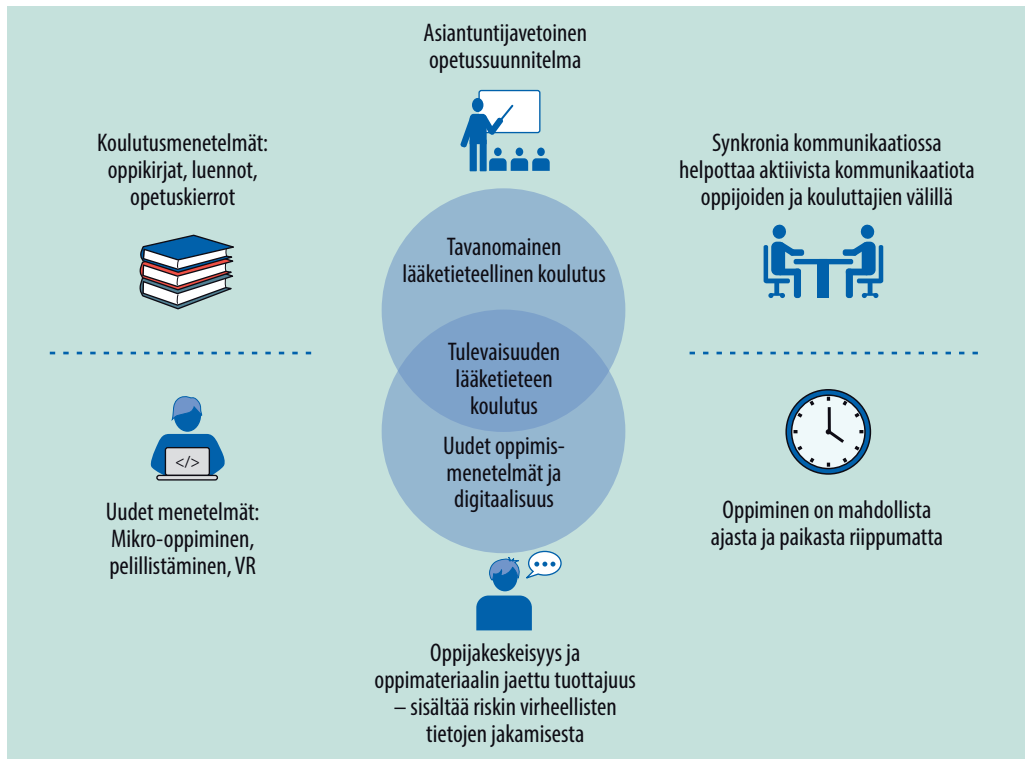 Asiantuntijavetoinen
opetussuunnitelma
Koulutusmenetelmät:
oppikirjat, luennot,
opetuskierrot
Synkronia kommunikaatiossa
helpottaa aktiivista kommunikaatiota
oppijoiden ja kouluttajien välillä
Tavanomainen
lääketieteellinen koulutus
Tulevaisuuden
lääketieteen
koulutus
Uudet oppimis-
menetelmät ja
digitaalisuus
</>
Uudet menetelmät:
Mikro-oppiminen,
pelillistäminen, VR
Oppiminen on mahdollista
ajasta ja paikasta riippumatta
Oppijakeskeisyys ja
oppimateriaalin jaettu tuottajuus
– sisältää riskin virheellisten
tietojen jakamisesta